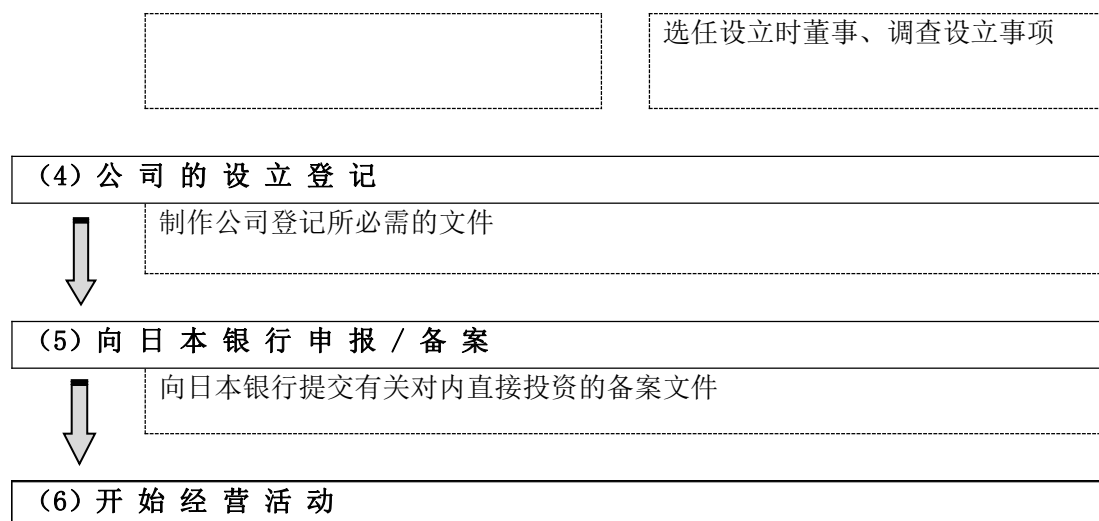 选任设立时董事、调查设立事项
（4）公 司 的 设 立 登 记
制作公司登记所必需的文件
（5）向 日 本 银 行 申 报 / 备 案
向日本银行提交有关对内直接投资的备案文件
（6）开 始 经 营 活 动